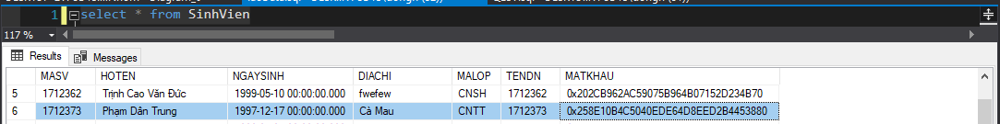 1 select * from SinhVien
117 %
Results Messages
MASV HOTEN NGAYSINH DIACHI MALOP TENDN MATKHAU
5 1712362 Trịnh Cao Văn Đức 1999-05-10 00:00:00.000 fwefew CNSH 1712362 0x202CB962AC59075B964B07152D234B70
6 1712373 Phạm Dân Trung 1997-12-17 00:00:00.000 Cà Mau CNTT 1712373 0x258E10B4C5040EDE64D8EED2B4453880